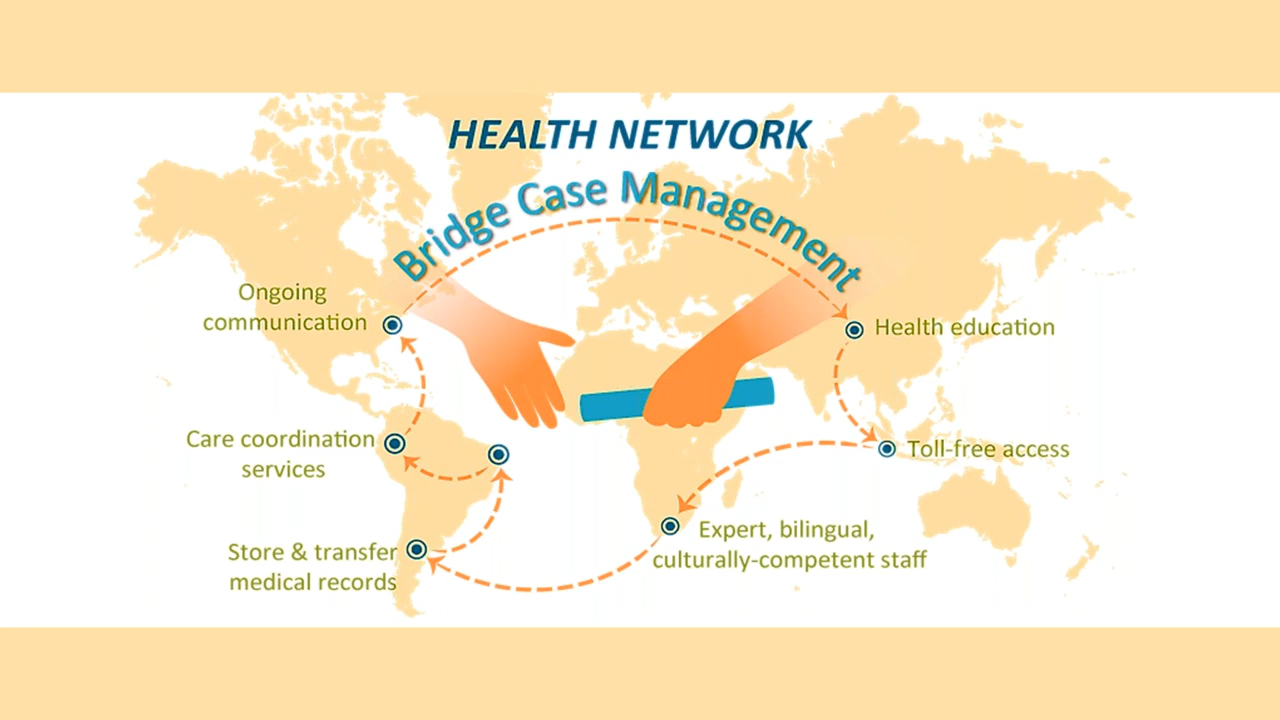 HEALTH NETWORK
Bridge Case Management
Ongoing
communication
Health education
Care coordination
services
Toll-free access
Expert, bilingual,
culturally-competent staff
Store & transfer
medical records